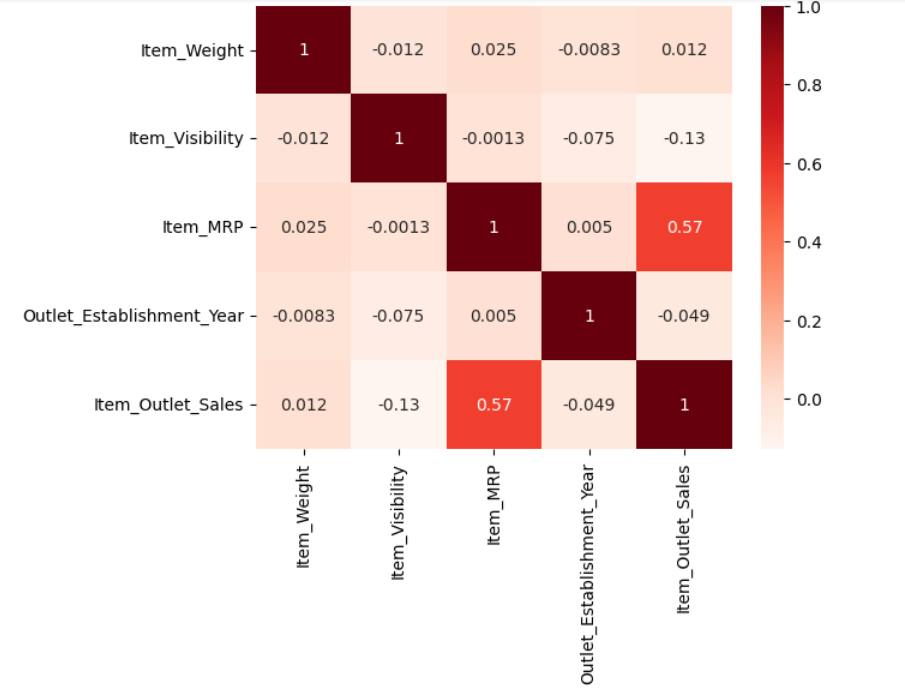 Item_Weight 1 -0.012 0.025 -0.0083 0.012
Item_Visibility -0.012 1 -0.0013 -0.075 -0.13
Item_MRP 0.025 -0.0013 1 0.005 0.57
Outlet_Establishment_Year -0.0083 -0.075 0.005 1 -0.049
Item_Outlet_Sales 0.012 -0.13 0.57 -0.049 1
Item_Weight
Item_Visibility
Item_MRP
Outlet_Establishment_Year
Item_Outlet_Sales
1.0
0.8
0.6
0.4
0.2
0.0